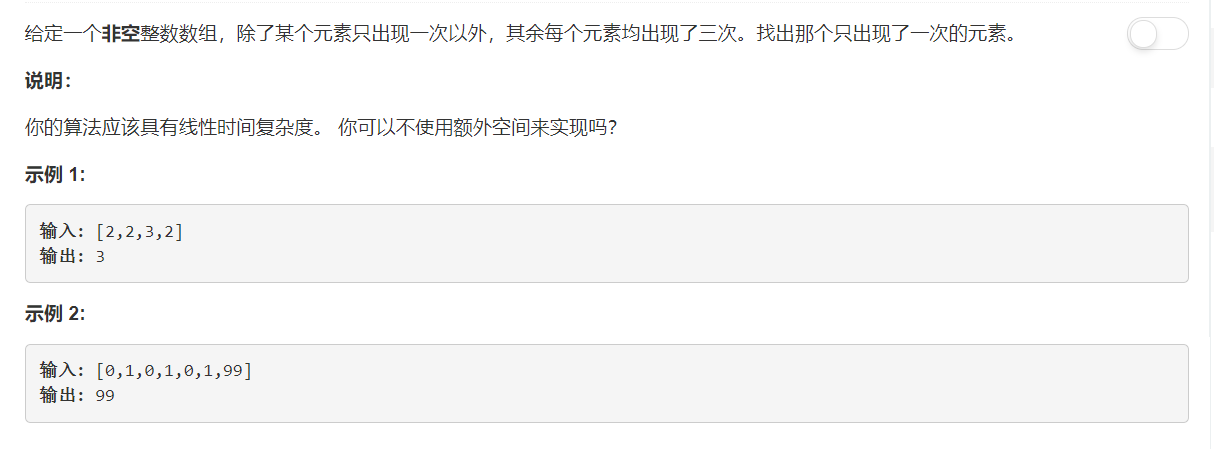 给定一个非空整数数组，除了某个元素只出现一次以外，其余每个元素均出现了三次。找出那个只出现了一次的元素。
说明：
你的算法应该具有线性时间复杂度。 你可以不使用额外空间来实现吗？
示例 1:
输入: [2,2,3,2]
输出: 3
示例 2:
输入: [0,1,0,1,0,1,99]
输出: 99